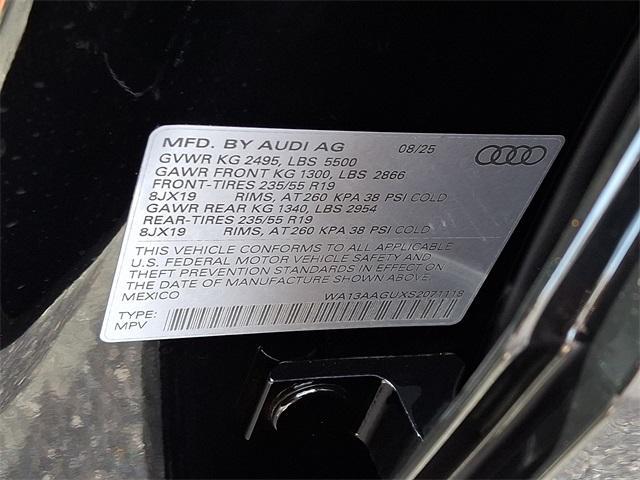 MFD. BY AUDI AG 08/25
GVWR KG 2495, LBS 5500
GAWR FRONT KG 1300, LBS 2866
FRONT-TIRES 235/55 R19
8JX19 RIMS, AT 260 KPA 38 PSI COLD
GAWR REAR KG 1340, LBS 2954
REAR-TIRES 235/55 R19
8JX19 RIMS, AT 260 KPA 38 PSI COLD
THIS VEHICLE CONFORMS TO ALL APPLICABLE
U.S. FEDERAL MOTOR VEHICLE SAFETY AND
THEFT PREVENTION STANDARDS IN EFFECT ON
THE DATE OF MANUFACTURE SHOWN ABOVE.
MEXICO WA13AAGUXS2071118
TYPE:
MPV